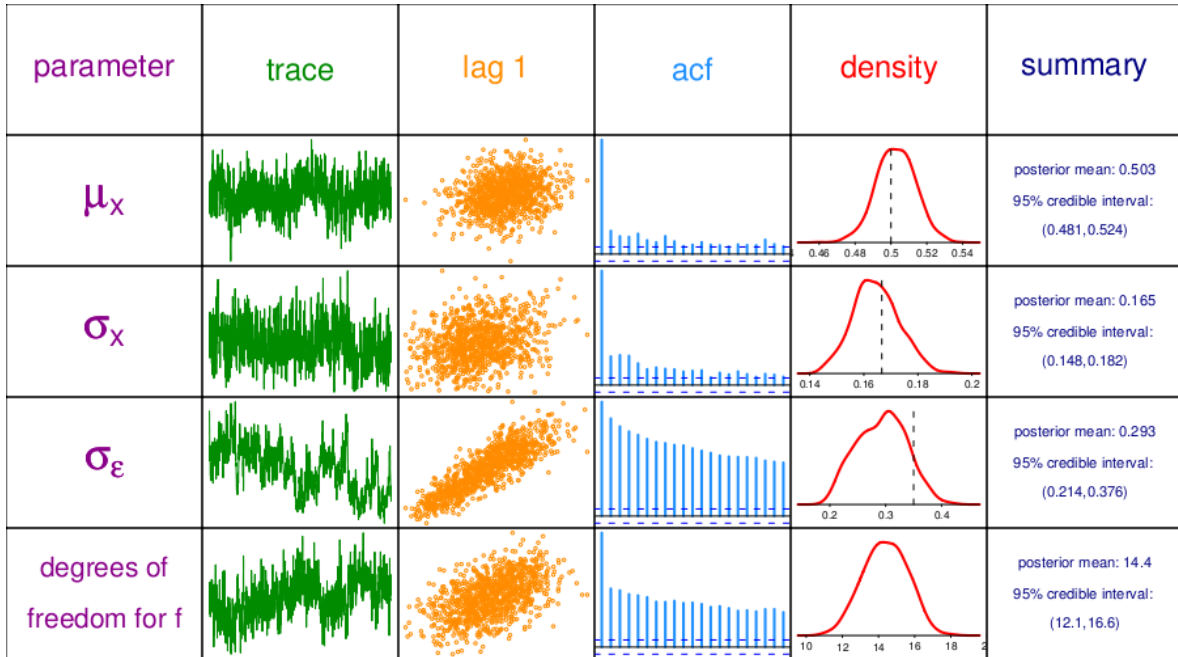 parameter trace lag 1 acf density summary
μx
0.46 0.48 0.5 0.52 0.54
posterior mean: 0.503
95% credible interval:
(0.481,0.524)
σx
0.14 0.16 0.18 0.2
posterior mean: 0.165
95% credible interval:
(0.148,0.182)
σε
0.2 0.3 0.4
posterior mean: 0.293
95% credible interval:
(0.214,0.376)
degrees of
freedom for f
10 12 14 16 18 2
posterior mean: 14.4
95% credible interval:
(12.1,16.6)